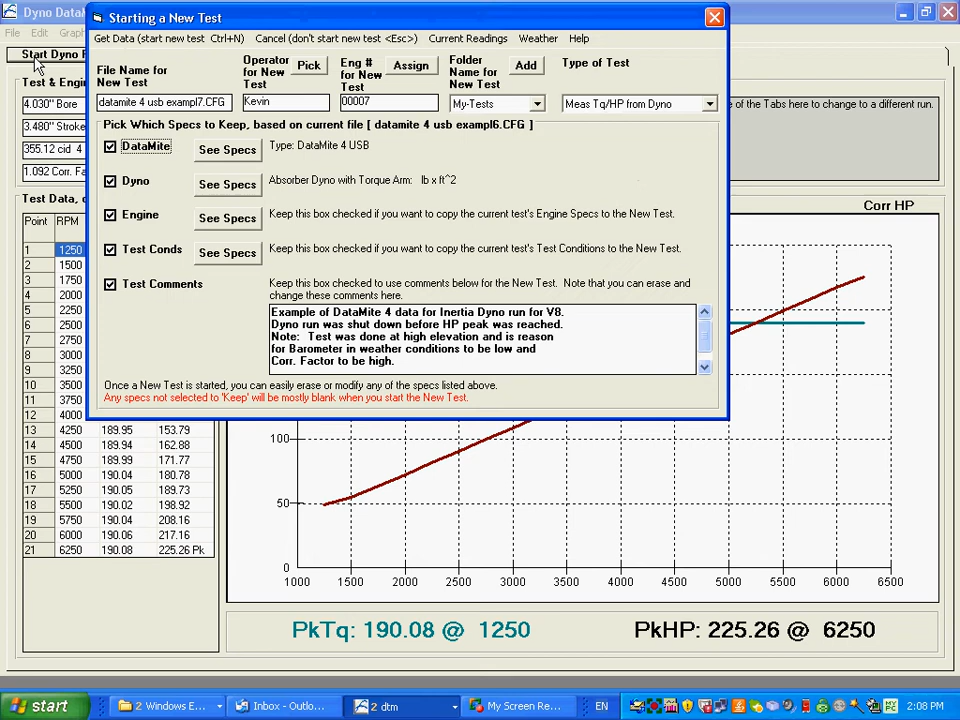 Dyno Data
Starting a New Test
File Edit Graph
Get Data (start new test Ctrl+N) Cancel (don't start new test <Esc>) Current Readings Weather Help
Start Dyno
File Name for New Test
Operator for New Test
Pick
Eng # for New Test
Assign
Folder Name for New Test
Add
Type of Test
datamite 4 usb exampl7.CFG
Kevin
00007
My-Tests
Meas Tq/HP from Dyno
Test & Engi
4.030" Bore
3.480" Stroke
355.12 cid 4
1.092 Corr. Fa
e of the Tabs here to change to a different run.
Pick Which Specs to Keep, based on current file [ datamite 4 usb exampl6.CFG ]
DataMite See Specs Type: DataMite 4 USB
Dyno See Specs Absorber Dyno with Torque Arm: lb x ft^2
Engine See Specs Keep this box checked if you want to copy the current test's Engine Specs to the New Test.
Test Conds See Specs Keep this box checked if you want to copy the current test's Test Conditions to the New Test.
Test Comments Keep this box checked to use comments below for the New Test. Note that you can erase and
change these comments here.
Example of DataMite 4 data for Inertia Dyno run for V8.
Dyno run was shut down before HP peak was reached.
Note: Test was done at high elevation and is reason
for Barometer in weather conditions to be low and
Corr. Factor to be high.
Once a New Test is started, you can easily erase or modify any of the specs listed above.
Any specs not selected to 'Keep' will be mostly blank when you start the New Test.
Test Data, c
Corr HP
Point RPM
1 1250
2 1500
3 1750
4 2000
5 2250
6 2500
7 2750
8 3000
9 3250
10 3500
11 3750
12 4000
13 4250 189.95 153.79
14 4500 189.94 162.88
15 4750 189.99 171.77
16 5000 190.04 180.78
17 5250 190.05 189.73
18 5500 190.02 198.92
19 5750 190.04 208.16
20 6000 190.06 217.16
21 6250 190.08 225.26 Pk
100
50
0
1000 1500 2000 2500 3000 3500 4000 4500 5000 5500 6000 6500
PkTq: 190.08 @ 1250 PkHP: 225.26 @ 6250
start
2 Windows E...
Inbox - Outlo...
2 dtm
My Screen Re...
EN
2:08 PM